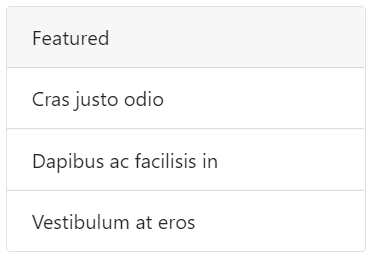 Featured
Cras justo odio
Dapibus ac facilisis in
Vestibulum at eros